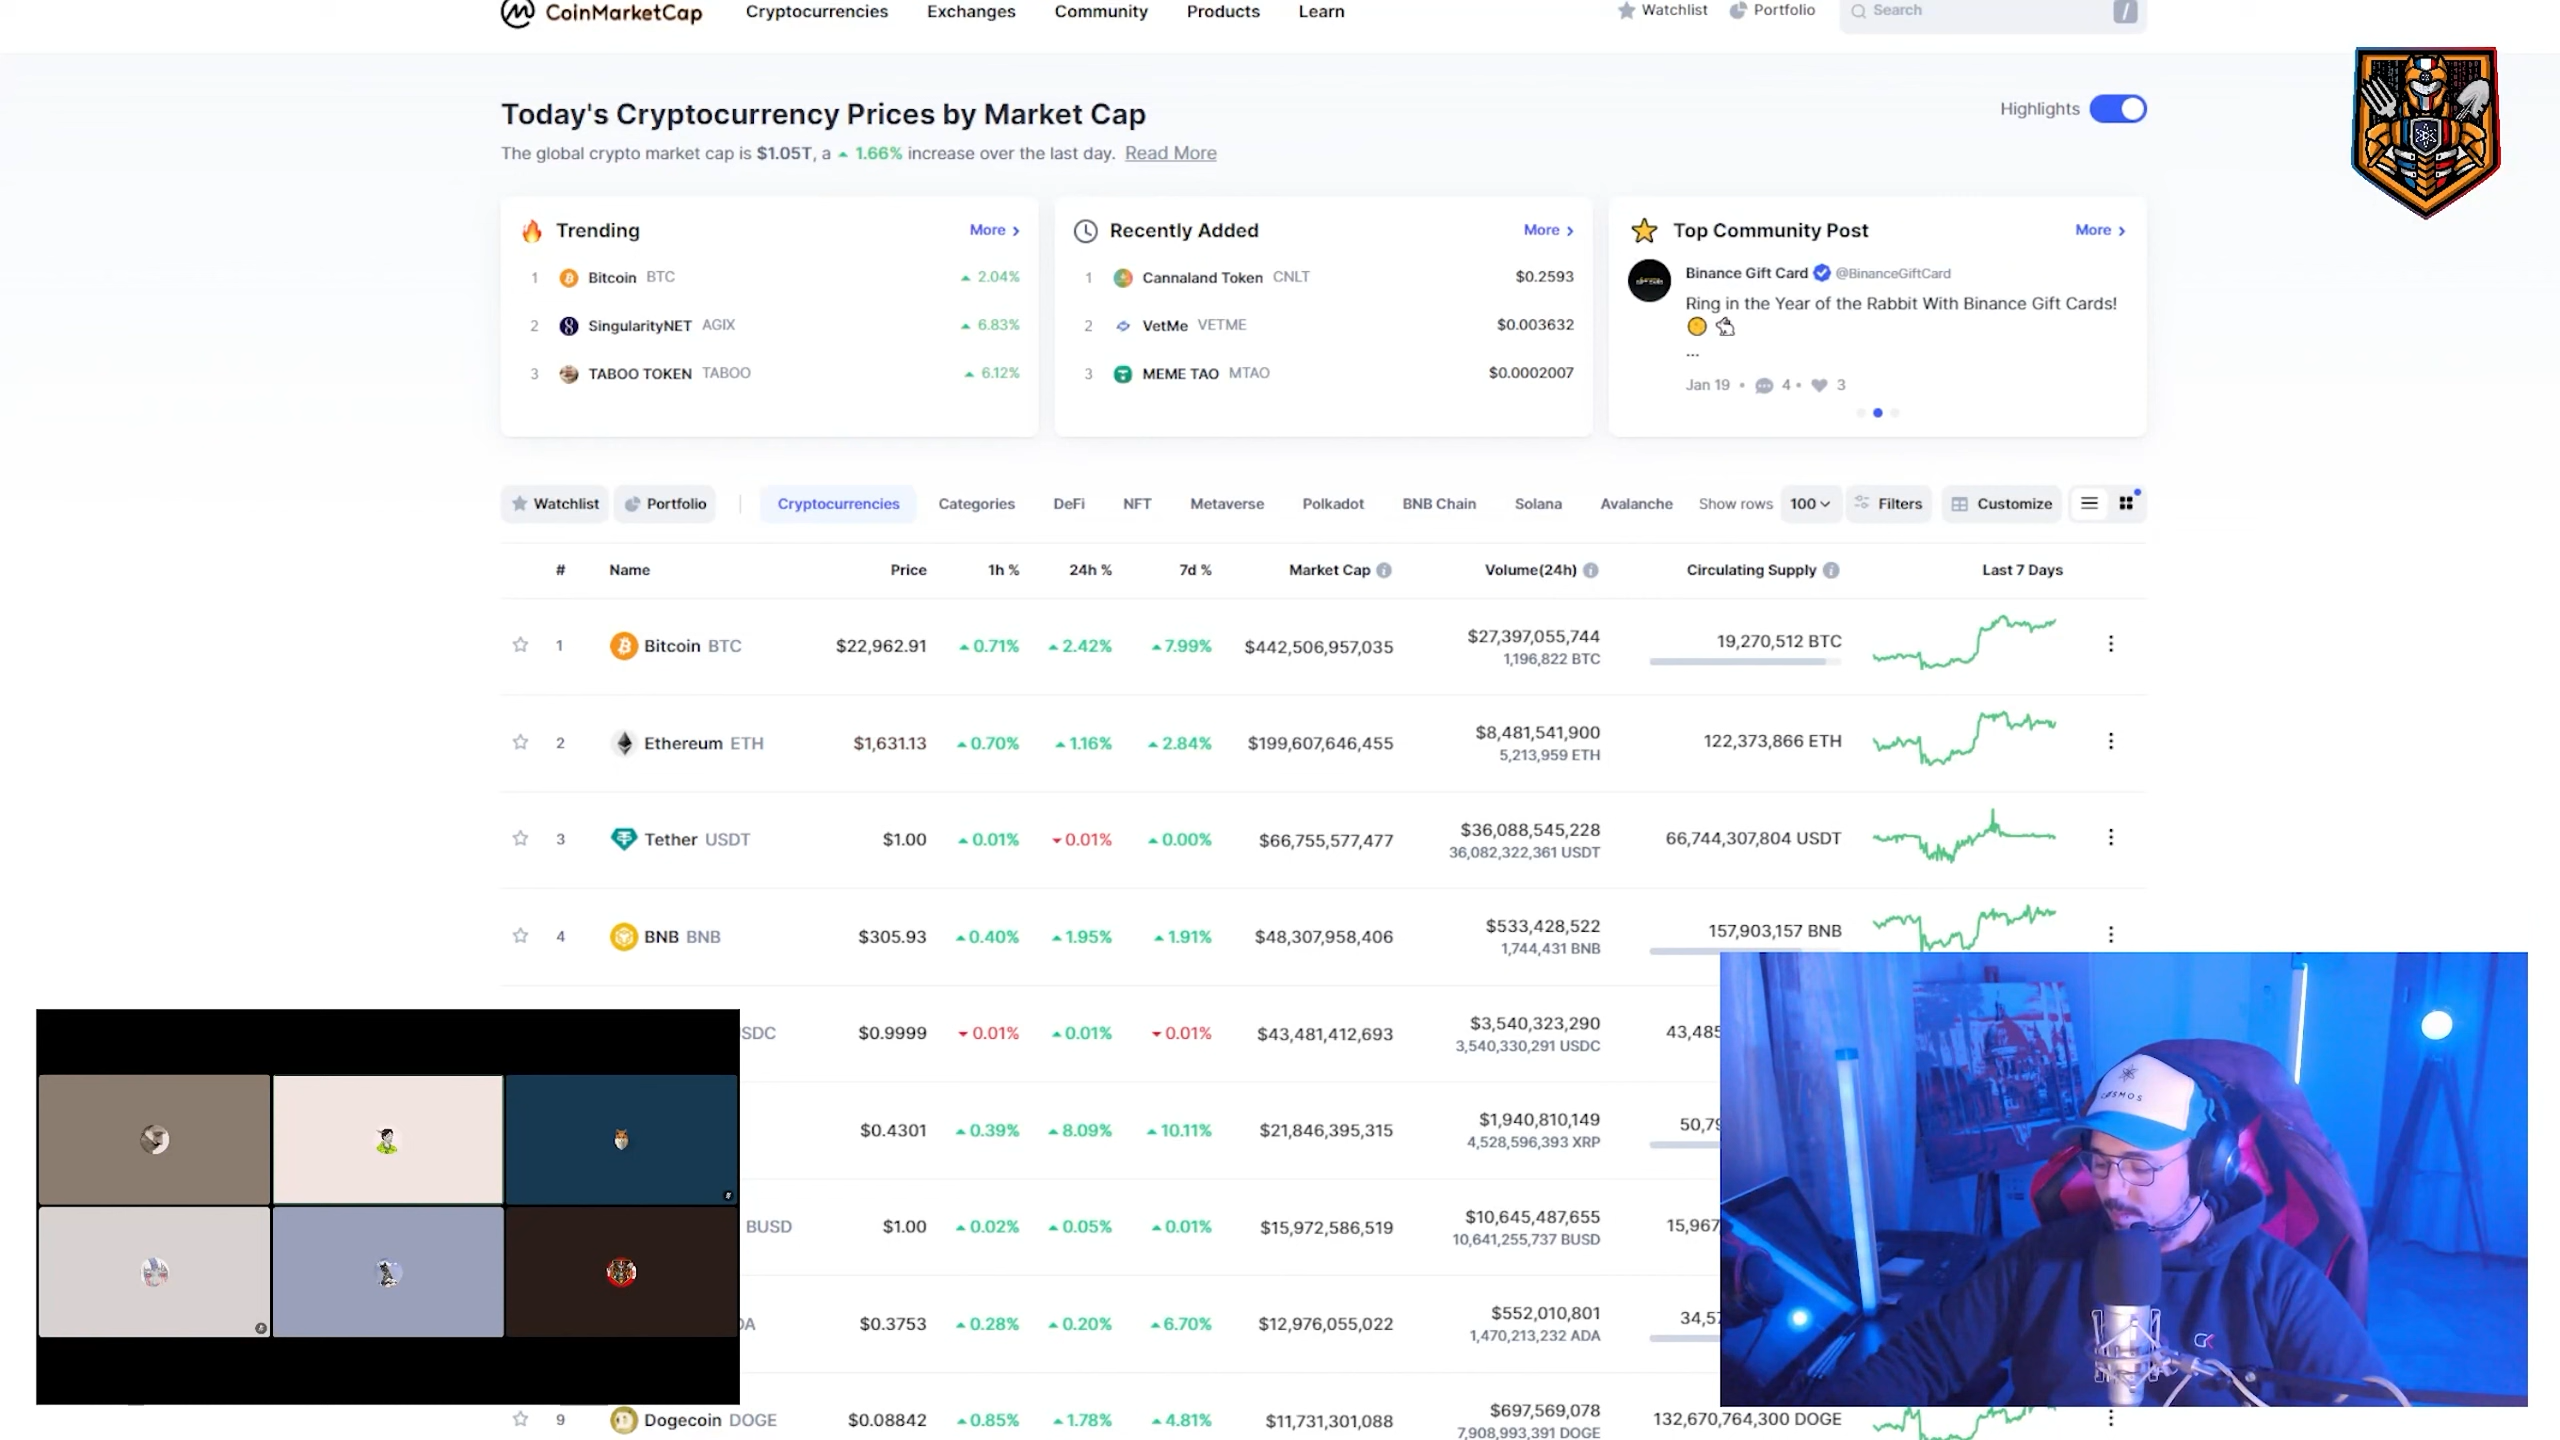 CoinMarketCap Cryptocurrencies Exchanges Community Products Learn Watchlist Portfolio Search /
Today's Cryptocurrency Prices by Market Cap
Highlights
The global crypto market cap is $1.05T, a 1.66% increase over the last day. Read More
Trending More
1 Bitcoin BTC 2.04%
2 SingularityNET AGIX 6.83%
3 TABOO TOKEN TABOO 6.12%
Recently Added More
1 Cannaland Token CNLT $0.2593
2 VetMe VETME $0.003632
3 MEME TAO MTAO $0.0002007
Top Community Post More
Binance Gift Card @BinanceGiftCard
Ring in the Year of the Rabbit With Binance Gift Cards!
...
Jan 19 • 4 • 3
Watchlist Portfolio Cryptocurrencies Categories DeFi NFT Metaverse Polkadot BNB Chain Solana Avalanche Show rows 100 Filters Customize
# Name Price 1h % 24h % 7d % Market Cap Volume(24h) Circulating Supply Last 7 Days
1 Bitcoin BTC $22,962.91 0.71% 2.42% 7.99% $442,506,957,035 $27,397,055,744 19,270,512 BTC
1,196,822 BTC
2 Ethereum ETH $1,631.13 0.70% 1.16% 2.84% $199,607,646,455 $8,481,541,900 122,373,866 ETH
5,213,959 ETH
3 Tether USDT $1.00 0.01% 0.01% 0.00% $66,755,577,477 $36,088,545,228 66,744,307,804 USDT
36,082,322,361 USDT
4 BNB BNB $305.93 0.40% 1.95% 1.91% $48,307,958,406 $533,428,522 157,903,157 BNB
1,744,431 BNB
SDC $0.9999 0.01% 0.01% 0.01% $43,481,412,693 $3,540,323,290 43,485
3,540,330,291 USDC
$0.4301 0.39% 8.09% 10.11% $21,846,395,315 $1,940,810,149 50,79
4,528,596,393 XRP
BUSD $1.00 0.02% 0.05% 0.01% $15,972,586,519 $10,645,487,655 15,967
10,641,255,737 BUSD
DA $0.3753 0.28% 0.20% 6.70% $12,976,055,022 $552,010,801 34,57
1,470,213,232 ADA
9 Dogecoin DOGE $0.08842 0.85% 1.78% 4.81% $11,731,301,088 $697,569,078 132,670,764,300 DOGE
7,908,993,391 DOGE
COSMOS